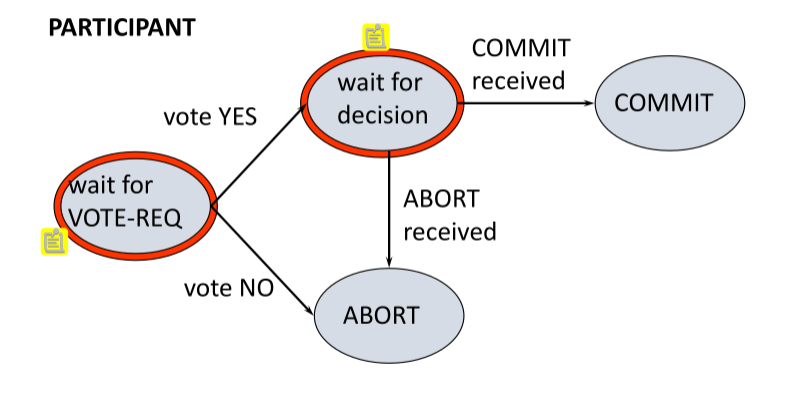 PARTICIPANT
wait for
VOTE-REQ
vote YES
vote NO
wait for
decision
COMMIT
received
COMMIT
ABORT
received
ABORT